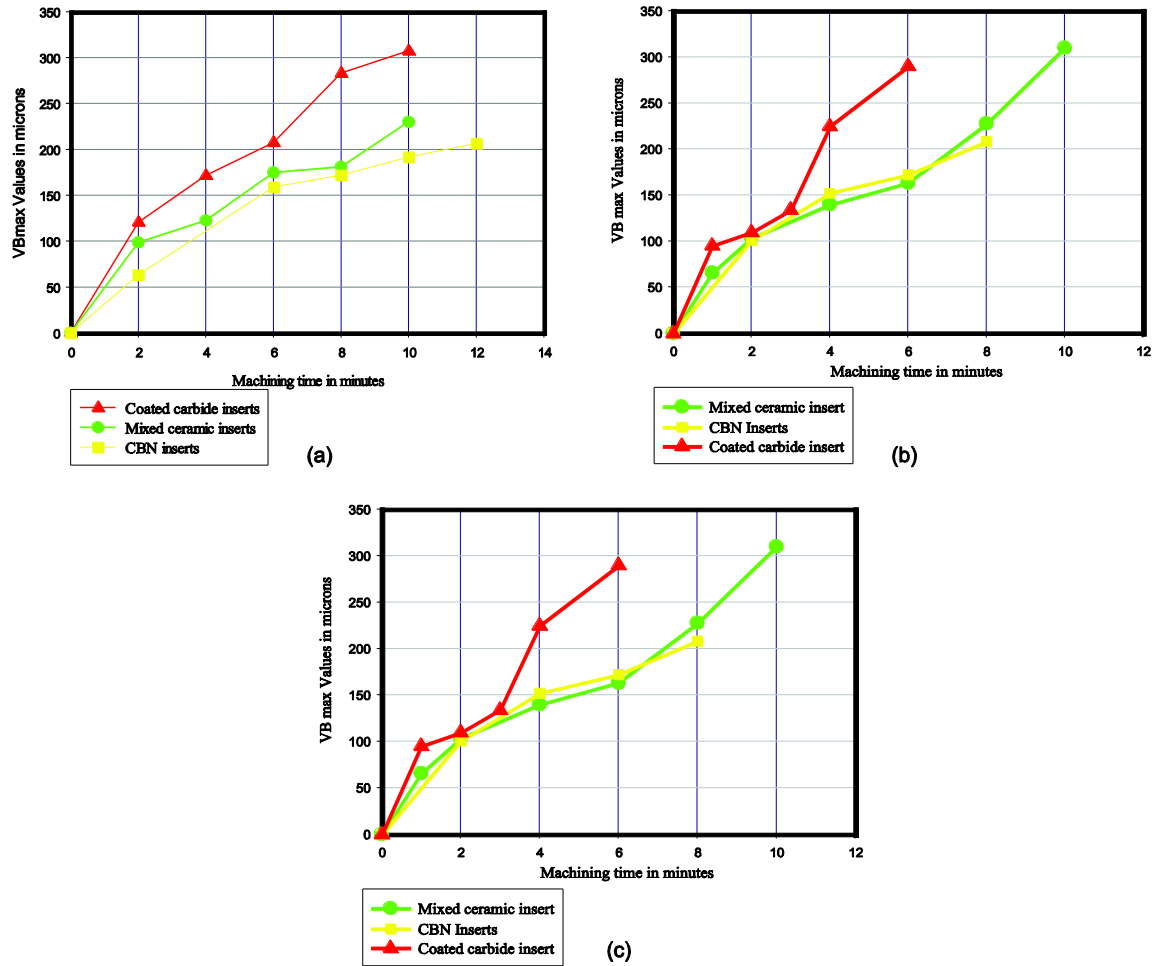 350
300
250
200
150
100
50
0
VBmax Values in microns
0 2 4 6 8 10 12 14
Machining time in minutes
Coated carbide inserts
Mixed ceramic inserts
CBN inserts
(a)
350
300
250
200
150
100
50
0
VB max Values in microns
0 2 4 6 8 10 12
Machining time in minutes
Mixed ceramic insert
CBN Inserts
Coated carbide insert
(b)
350
300
250
200
150
100
50
0
VB max Values in microns
0 2 4 6 8 10 12
Machining time in minutes
Mixed ceramic insert
CBN Inserts
Coated carbide insert
(c)